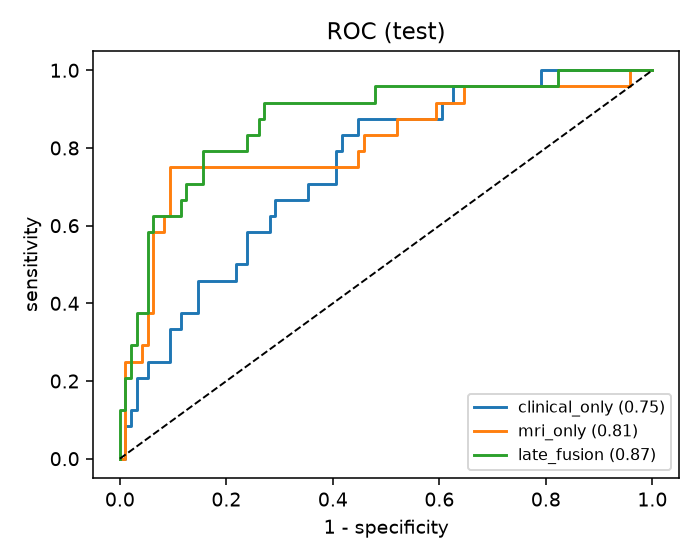 ROC (test)
1.0
0.8
0.6
0.4
0.2
0.0
sensitivity
clinical_only (0.75)
mri_only (0.81)
late_fusion (0.87)
0.0 0.2 0.4 0.6 0.8 1.0
1 - specificity